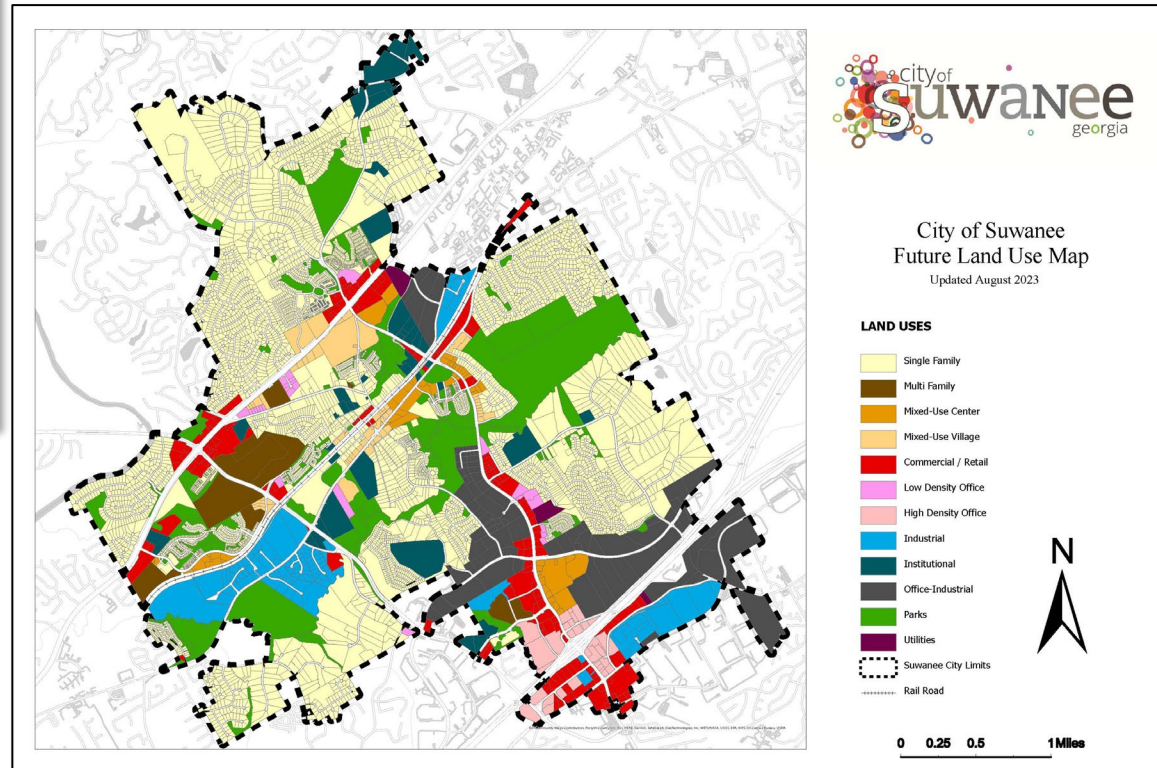 city of
Suwanee
georgia
City of Suwanee
Future Land Use Map
Updated August 2023
LAND USES
Single Family
Multi Family
Mixed-Use Center
Mixed-Use Village
Commercial / Retail
Low Density Office
High Density Office
Industrial
Institutional
Office-Industrial
Parks
Utilities
Suwanee City Limits
Rail Road
N
0 0.25 0.5 1 Miles